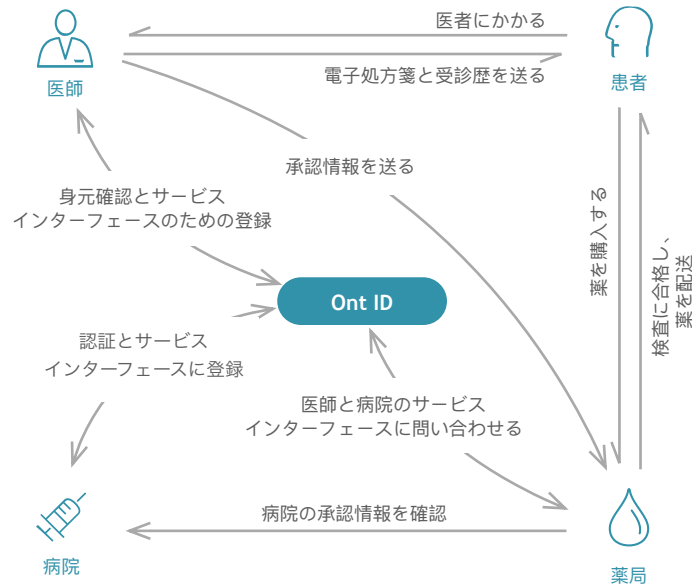 医者にかかる
電子処方箋と受診歴を送る
医師
患者
承認情報を送る
身元確認とサービス
インターフェースのための登録
薬を購入する
検査に合格し、
薬を配送
Ont ID
認証とサービス
インターフェースに登録
医師と病院のサービス
インターフェースに問い合わせる
病院の承認情報を確認
病院
薬局